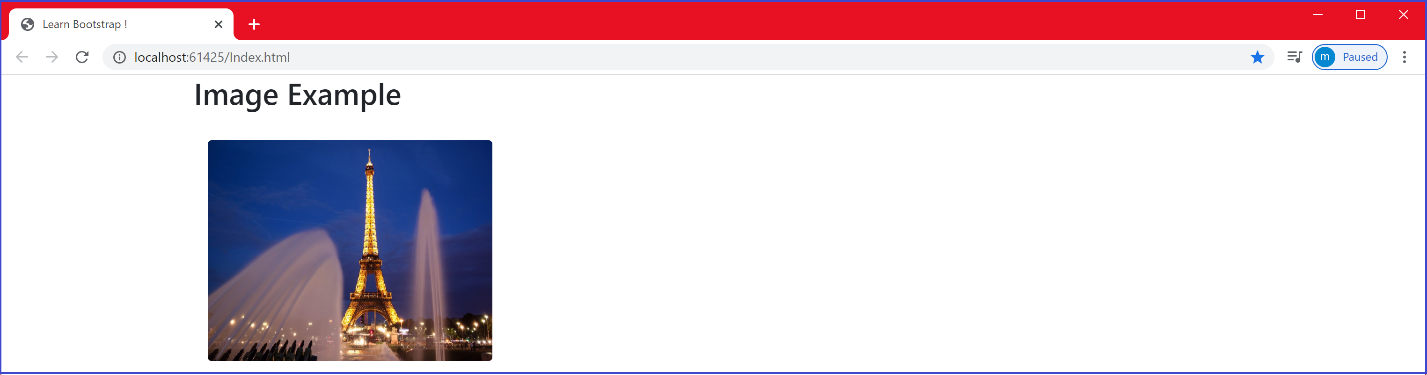 Learn Bootstrap !
localhost:61425/Index.html
m Paused
Image Example